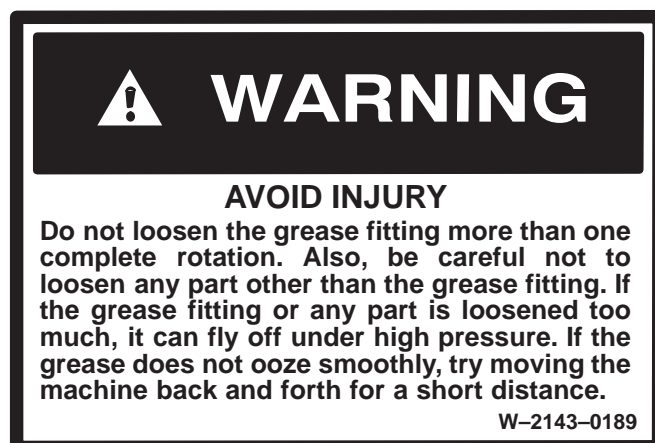 WARNING
AVOID INJURY
Do not loosen the grease fitting more than one
complete rotation. Also, be careful not to
loosen any part other than the grease fitting. If
the grease fitting or any part is loosened too
much, it can fly off under high pressure. If the
grease does not ooze smoothly, try moving the
machine back and forth for a short distance.
W–2143–0189